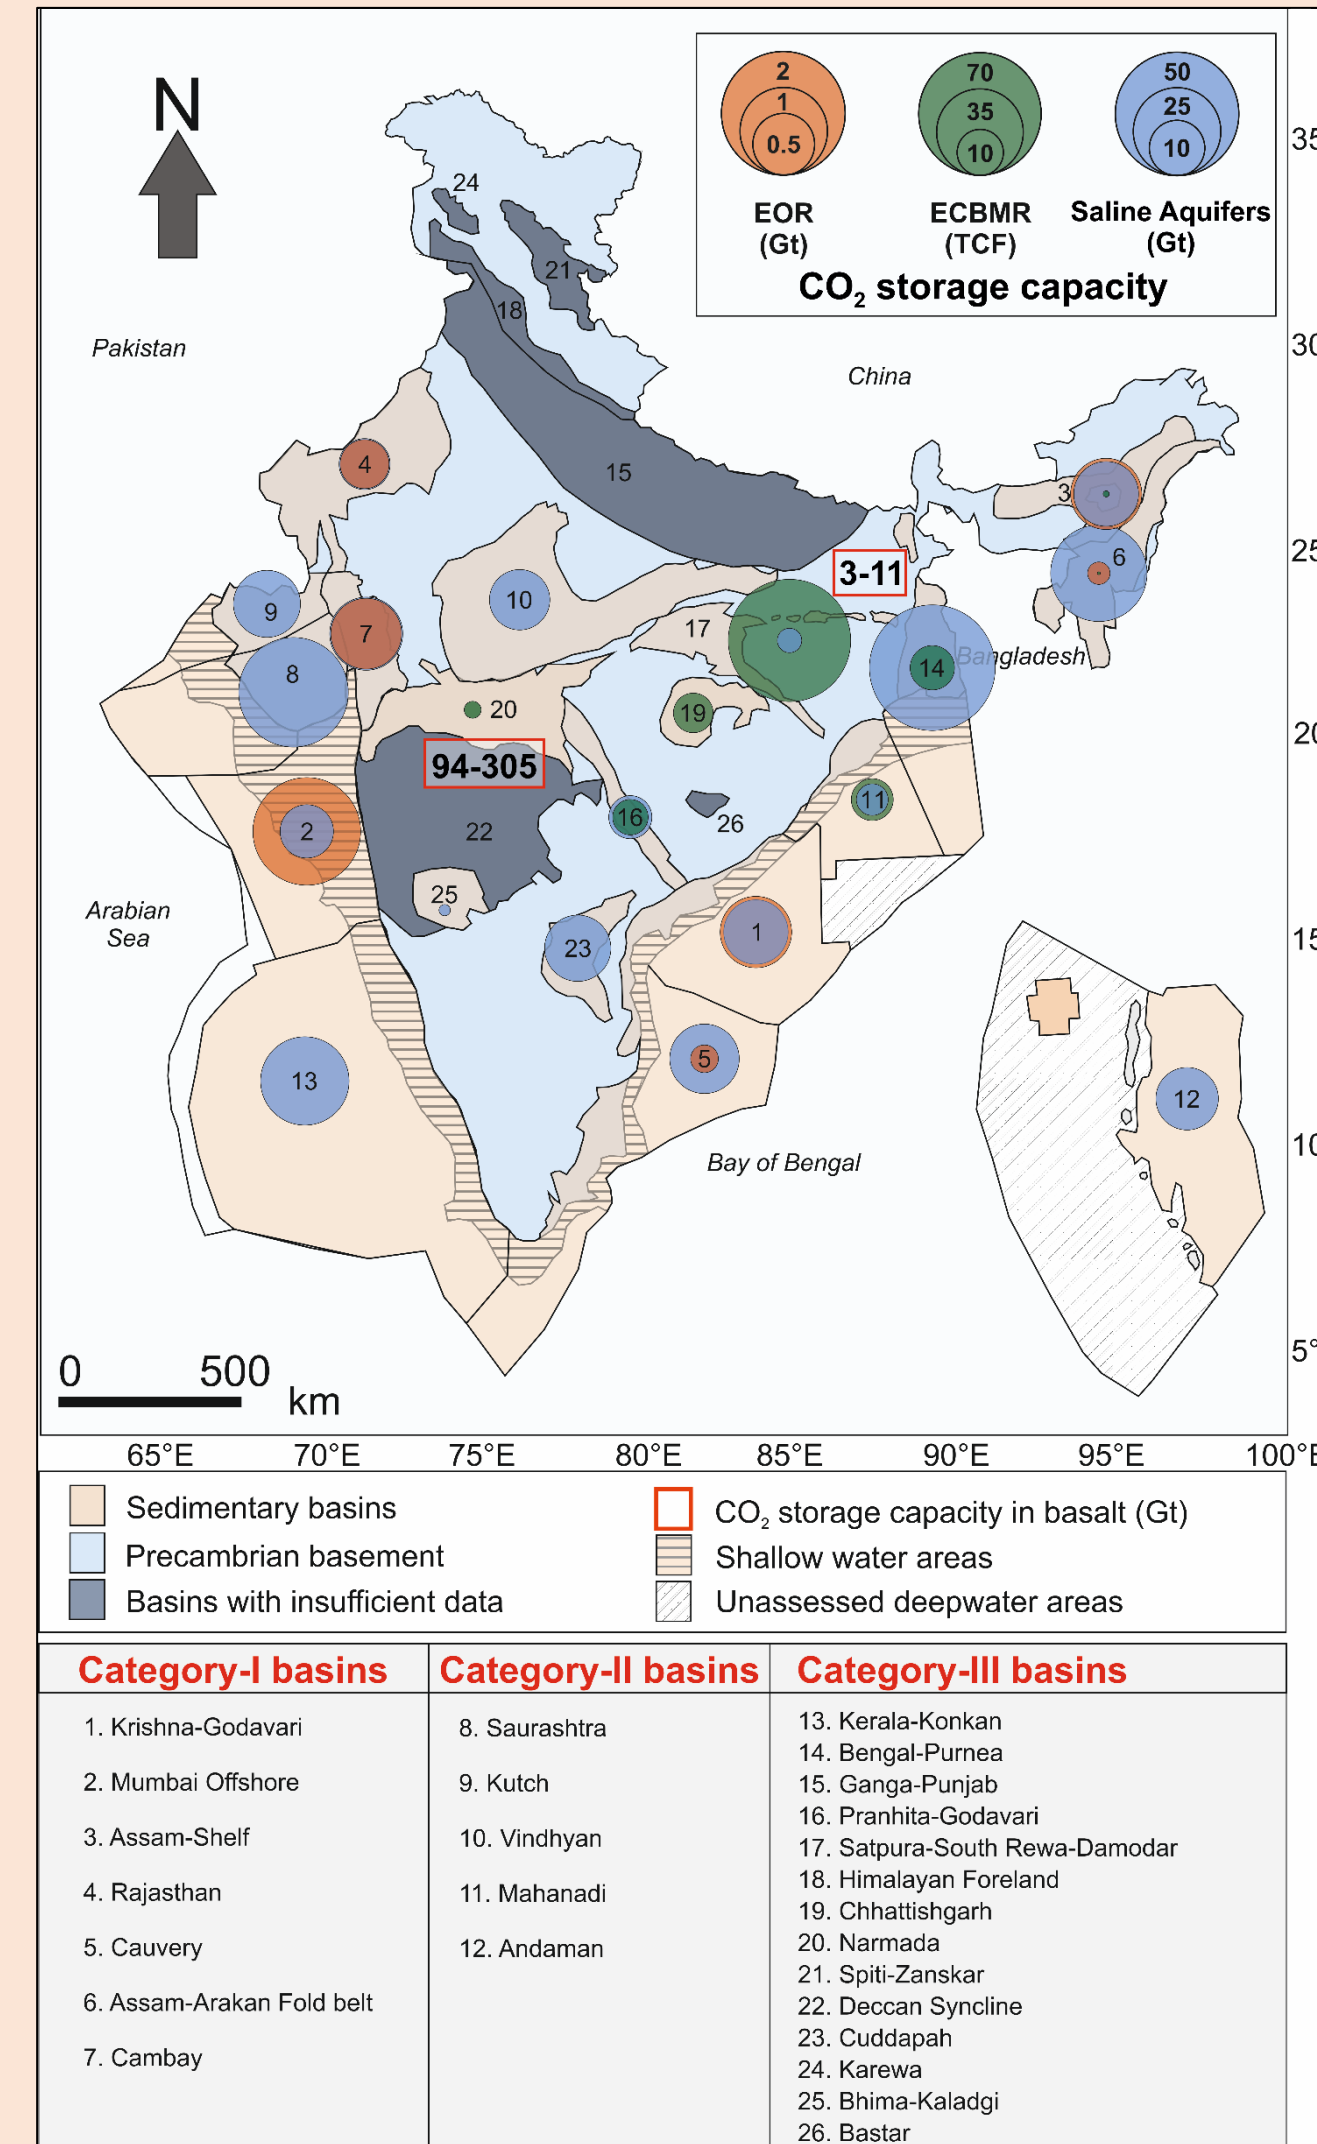 N
2
1
0.5
70
35
10
50
25
10
EOR
(Gt)
ECBMR
(TCF)
Saline Aquifers
(Gt)
CO₂ storage capacity
24
21
18
Pakistan
China
15
4
3
6
3-11
9
10
7
17
8
14
Bangladesh
19
20
94-305
2
22
16
26
11
25
Arabian
Sea
23
1
5
13
12
Bay of Bengal
0
500
km
30
25
20
15
10
5°
65°E
70°E
75°E
80°E
85°E
90°E
95°E
100°E
Sedimentary basins
Precambrian basement
Basins with insufficient data
CO₂ storage capacity in basalt (Gt)
Shallow water areas
Unassessed deepwater areas
Category-I basins
1. Krishna-Godavari
2. Mumbai Offshore
3. Assam-Shelf
4. Rajasthan
5. Cauvery
6. Assam-Arakan Fold belt
7. Cambay
Category-II basins
8. Saurashtra
9. Kutch
10. Vindhyan
11. Mahanadi
12. Andaman
Category-III basins
13. Kerala-Konkan
14. Bengal-Purnea
15. Ganga-Punjab
16. Pranhita-Godavari
17. Satpura-South Rewa-Damodar
18. Himalayan Foreland
19. Chhattishgarh
20. Narmada
21. Spiti-Zanskar
22. Deccan Syncline
23. Cuddapah
24. Karewa
25. Bhima-Kaladgi
26. Bastar